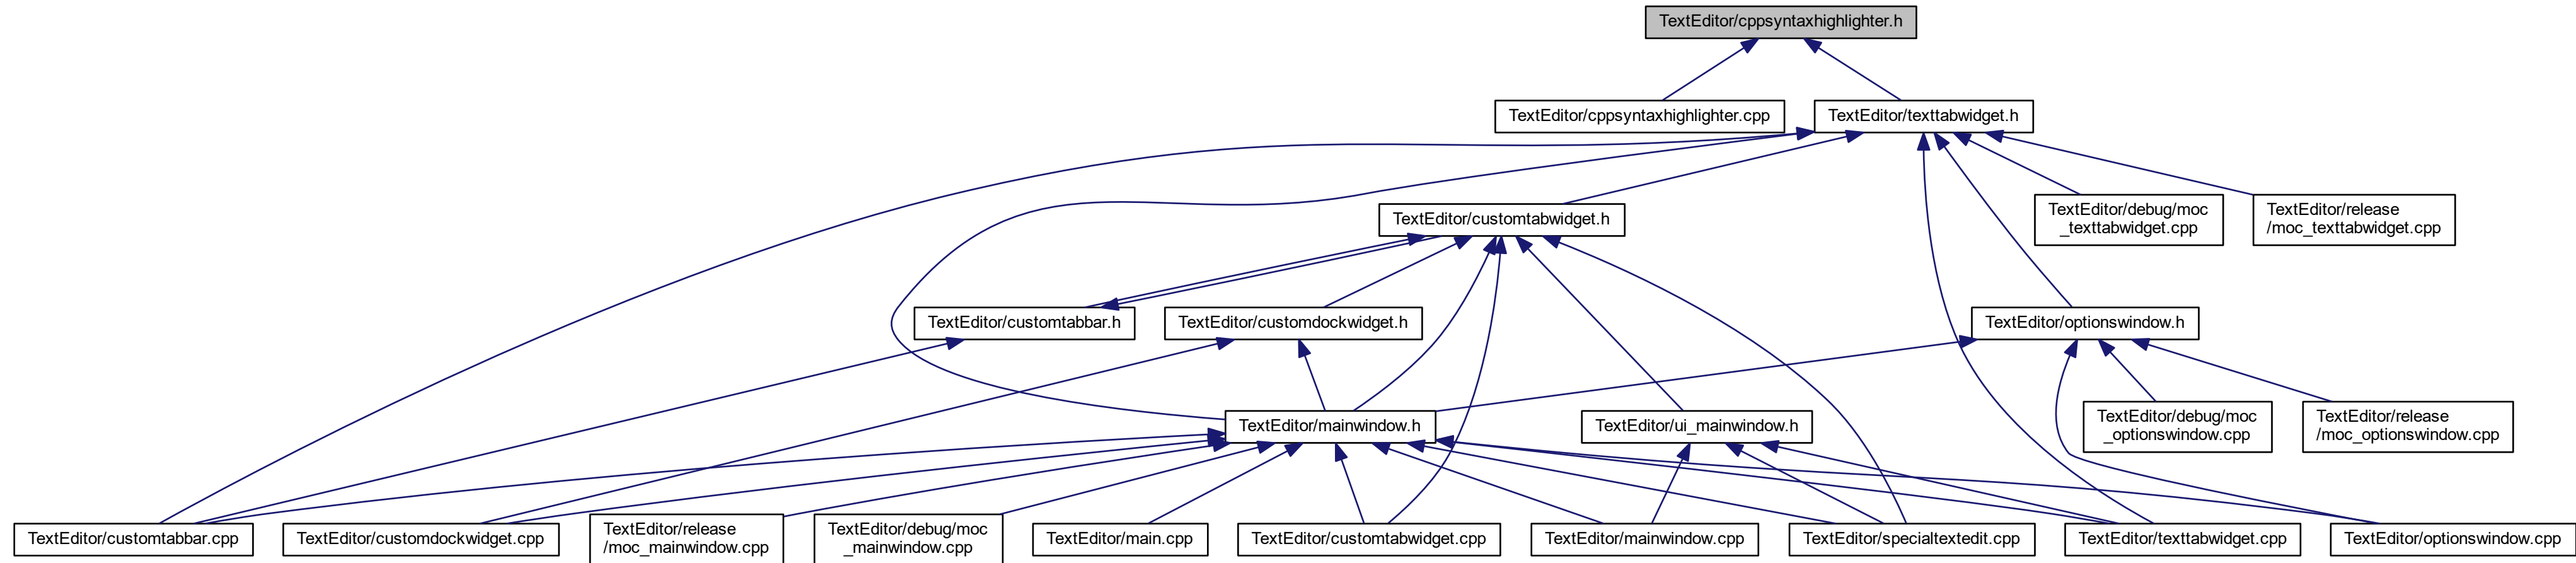 TextEditor/cppsyntaxhighlighter.h
TextEditor/cppsyntaxhighlighter.cpp
TextEditor/texttabwidget.h
TextEditor/customtabwidget.h
TextEditor/debug/moc
_texttabwidget.cpp
TextEditor/release
/moc_texttabwidget.cpp
TextEditor/customtabbar.h
TextEditor/customdockwidget.h
TextEditor/optionswindow.h
TextEditor/mainwindow.h
TextEditor/ui_mainwindow.h
TextEditor/debug/moc
_optionswindow.cpp
TextEditor/release
/moc_optionswindow.cpp
TextEditor/customtabbar.cpp
TextEditor/customdockwidget.cpp
TextEditor/release
/moc_mainwindow.cpp
TextEditor/debug/moc
_mainwindow.cpp
TextEditor/main.cpp
TextEditor/customtabwidget.cpp
TextEditor/mainwindow.cpp
TextEditor/specialtextedit.cpp
TextEditor/texttabwidget.cpp
TextEditor/optionswindow.cpp